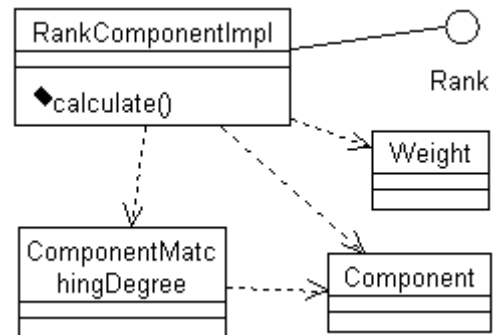 RankComponentImpl
calculate()
Rank
Weight
ComponentMatc
hingDegree
Component